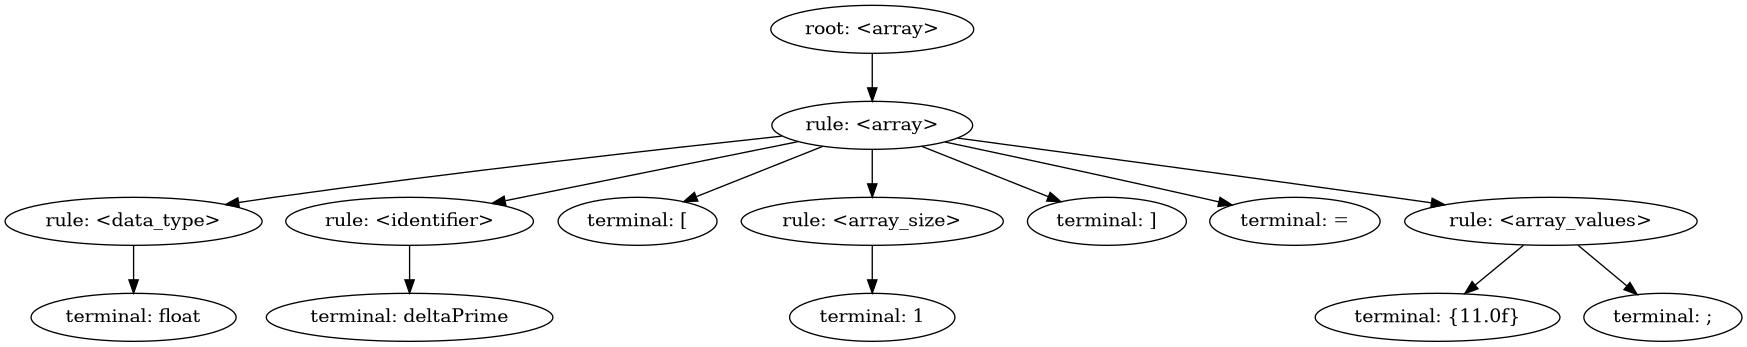 root: <array>
rule: <array>
rule: <data_type>
rule: <identifier>
terminal: [
rule: <array_size>
terminal: ]
terminal: =
rule: <array_values>
terminal: float
terminal: deltaPrime
terminal: 1
terminal: {11.0f}
terminal: ;